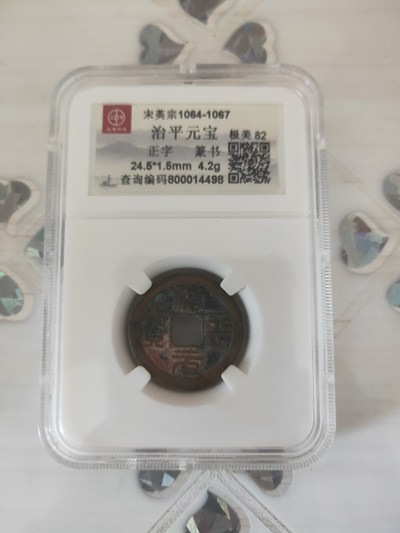 宋英宗1064-1067
治平元宝 极美 82
正字 篆书
24.5*1.5mm 4.2g
查询编码800014498